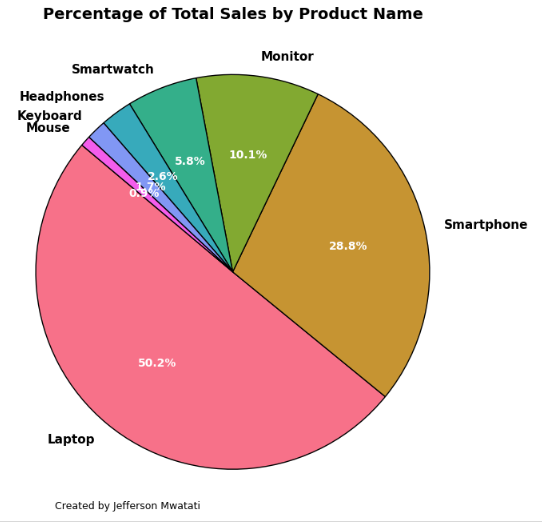 Percentage of Total Sales by Product Name
Monitor
Smartwatch
Headphones
Keyboard
Mouse
10.1%
5.8%
2.6%
1.7%
0.9%
Smartphone
28.8%
50.2%
Laptop
Created by Jefferson Mwatati